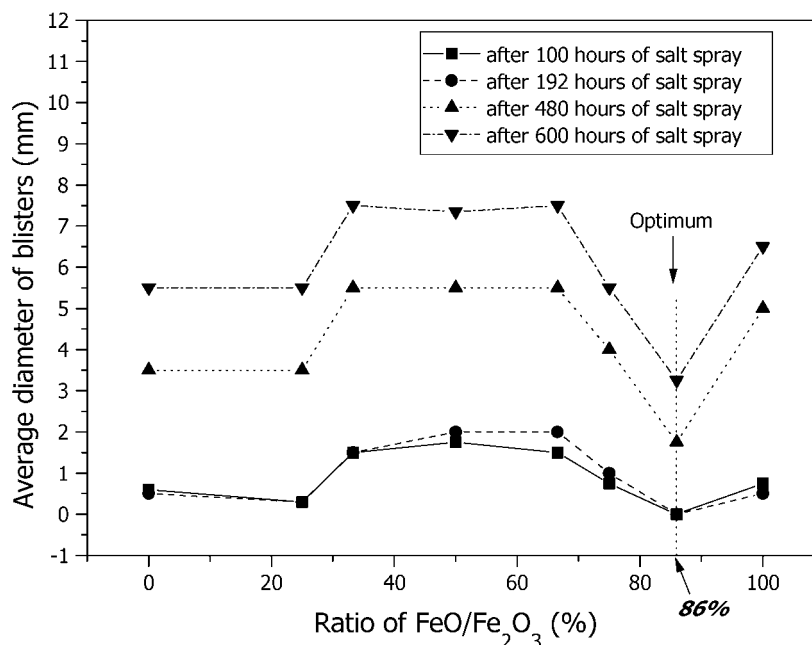 12
11
10
9
8
7
6
5
4
3
2
1
0
-1
Average diameter of blisters (mm)
after 100 hours of salt spray
after 192 hours of salt spray
after 480 hours of salt spray
after 600 hours of salt spray
Optimum
0 20 40 60 80 100
86%
Ratio of FeO/Fe₂O₃ (%)